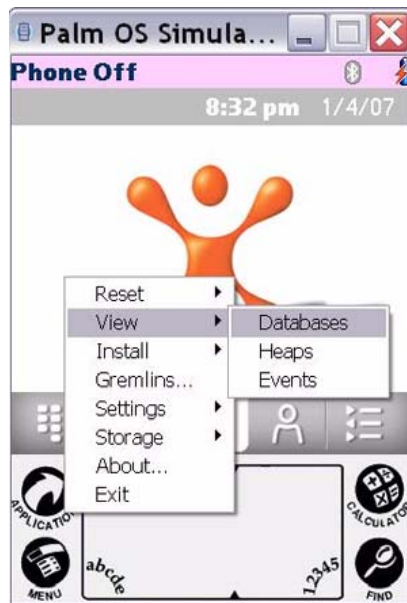 Palm OS Simula...
Phone Off
8:32 pm 1/4/07
Reset
View
Install
Gremlins...
Settings
Storage
About...
Exit
Databases
Heaps
Events
APPLICATIO
CALCULATOR
MENU
abcde
12345
FIND